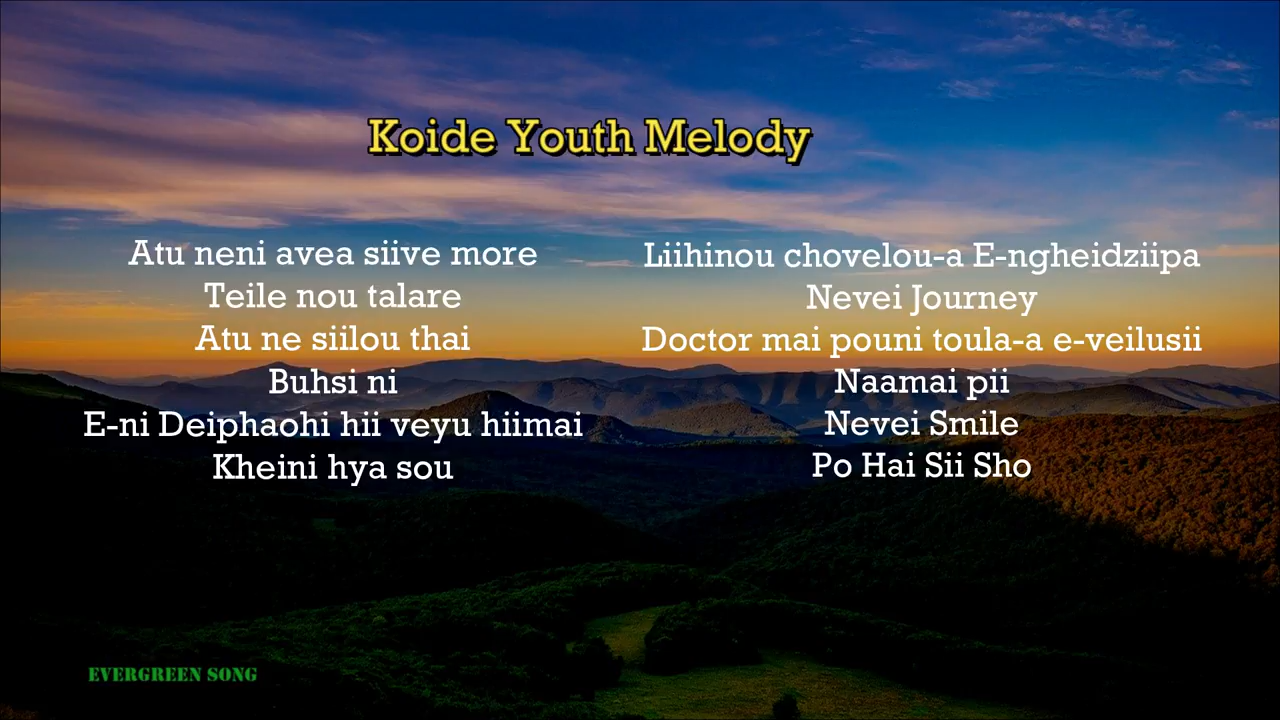 Koide Youth Melody
Atu neni avea siive more
Teile nou talare
Atu ne siilou thai
Buhsi ni
E-ni Deiphaohi hii veyu hiimai
Kheini hya sou
Liihinou chovelou-a E-ngheidziipa
Nevei Journey
Doctor mai pouni toula-a e-veilusii
Naamai pii
Nevei Smile
Po Hai Sii Sho
EVERGREEN SONG